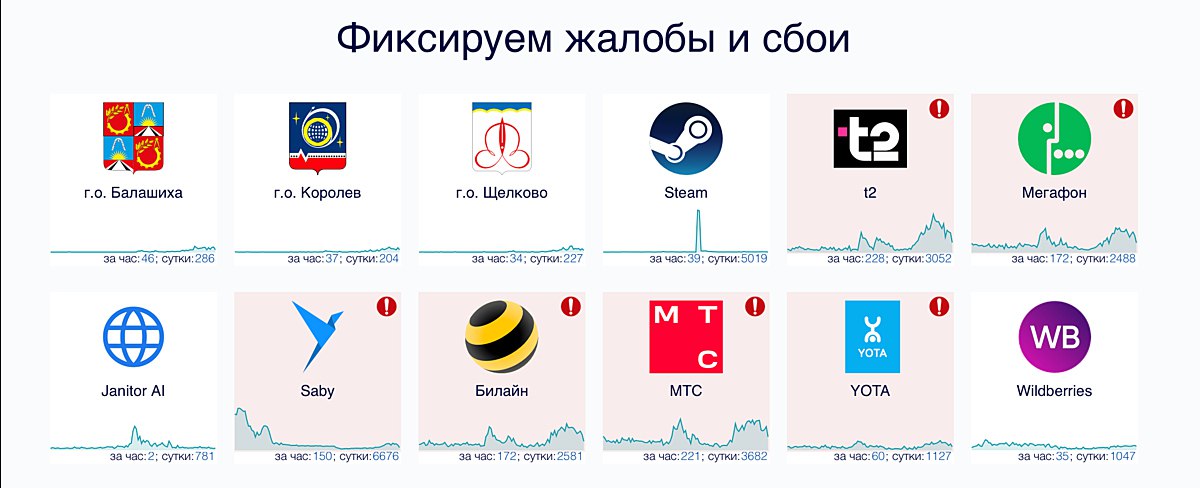 Фиксируем жалобы и сбои
г.о. Балашиха
за час: 46; сутки: 286
г.о. Королев
за час: 37; сутки: 204
г.о. Щелково
за час: 34; сутки: 227
Steam
за час: 39; сутки: 5019
t2
t2
за час: 228; сутки: 3052
Мегафон
за час: 172; сутки: 2488
Janitor AI
за час: 2; сутки: 781
Saby
за час: 150; сутки: 6676
Билайн
за час: 172; сутки: 2581
М Т
С
МТС
за час: 221; сутки: 3682
YOTA
YOTA
за час: 60; сутки: 1127
WB
Wildberries
за час: 35; сутки: 1047